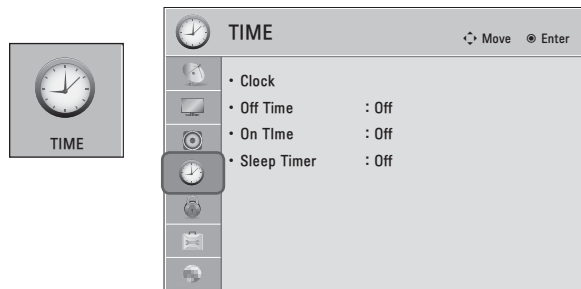 TIME
TIME
Move Enter
• Clock
• Off Time : Off
• On TIme : Off
• Sleep Timer : Off